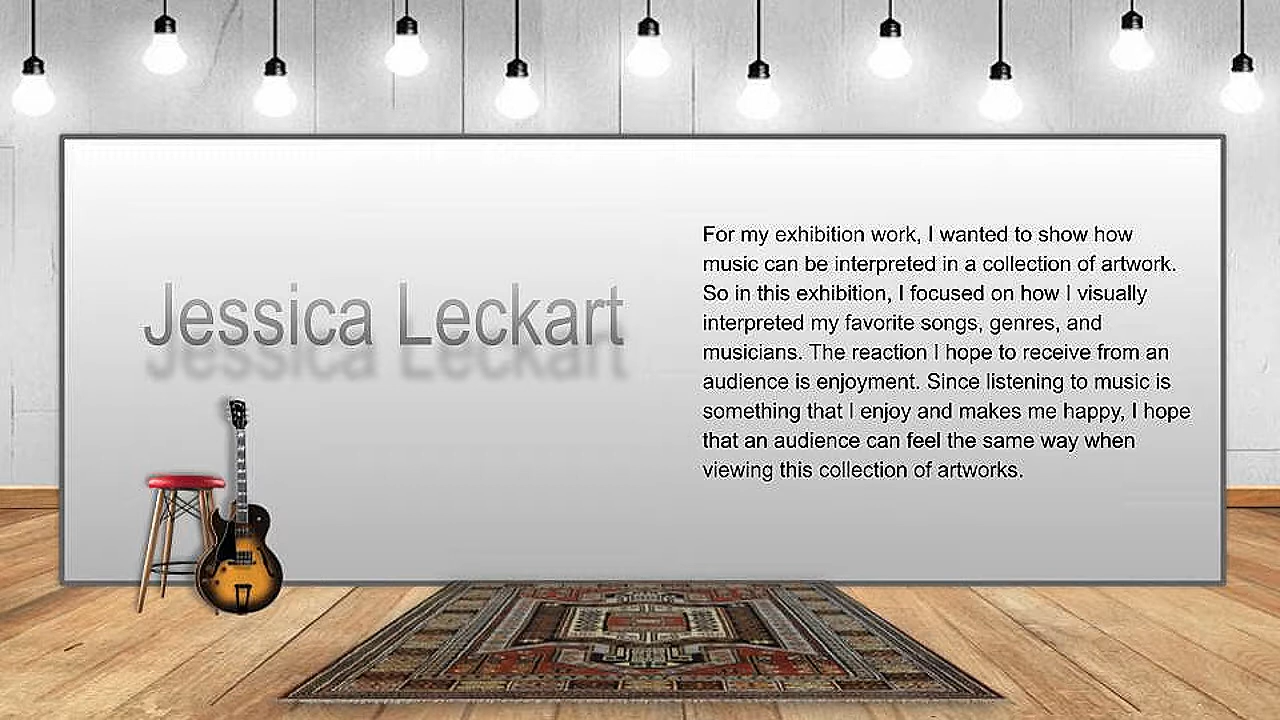 Jessica Leckart
For my exhibition work, I wanted to show how
music can be interpreted in a collection of artwork.
So in this exhibition, I focused on how I visually
interpreted my favorite songs, genres, and
musicians. The reaction I hope to receive from an
audience is enjoyment. Since listening to music is
something that I enjoy and makes me happy, I hope
that an audience can feel the same way when
viewing this collection of artworks.